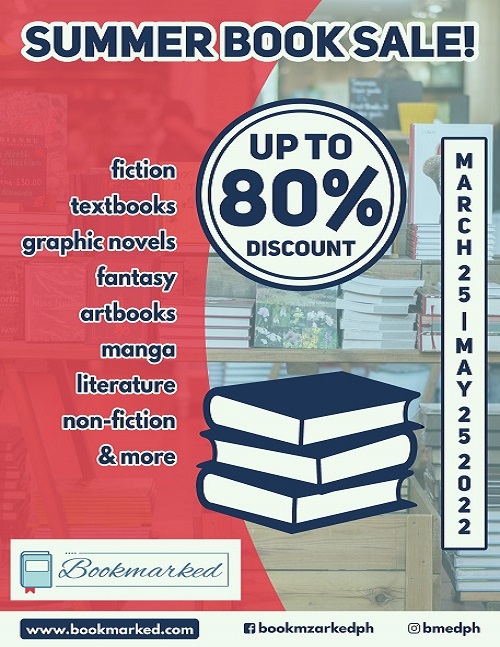 SUMMER BOOK SALE!
UP TO
80%
DISCOUNT
fiction
textbooks
graphic novels
fantasy
artbooks
manga
literature
non-fiction
& more
MARCH 25 | MAY 25 2022
Bookmarked
www.bookmarked.com
bookmzarkedph
bmedph